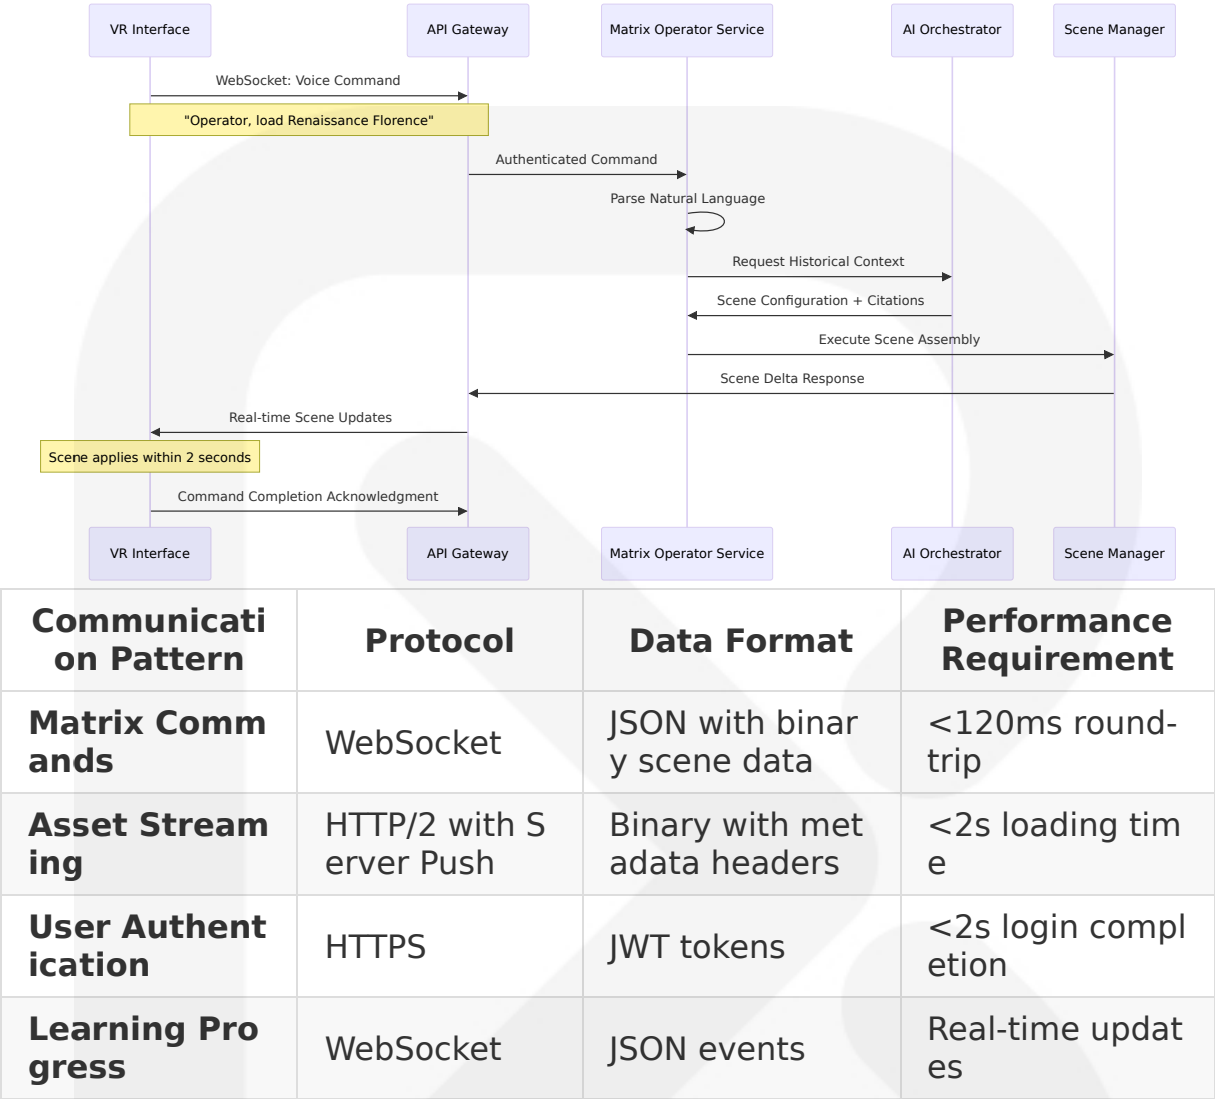 VR Interface
API Gateway
Matrix Operator Service
AI Orchestrator
Scene Manager
WebSocket: Voice Command
"Operator, load Renaissance Florence"
Authenticated Command
Parse Natural Language
Request Historical Context
Scene Configuration + Citations
Execute Scene Assembly
Scene Delta Response
Real-time Scene Updates
Scene applies within 2 seconds
Command Completion Acknowledgment
VR Interface
API Gateway
Matrix Operator Service
AI Orchestrator
Scene Manager
Communicati
on Pattern
Protocol
Data Format
Performance
Requirement
Matrix Comm
ands
WebSocket
JSON with binar
y scene data
<120ms round-
trip
Asset Stream
ing
HTTP/2 with S
erver Push
Binary with met
adata headers
<2s loading tim
e
User Authent
ication
HTTPS
JWT tokens
<2s login compl
etion
Learning Pro
gress
WebSocket
JSON events
Real-time updat
es